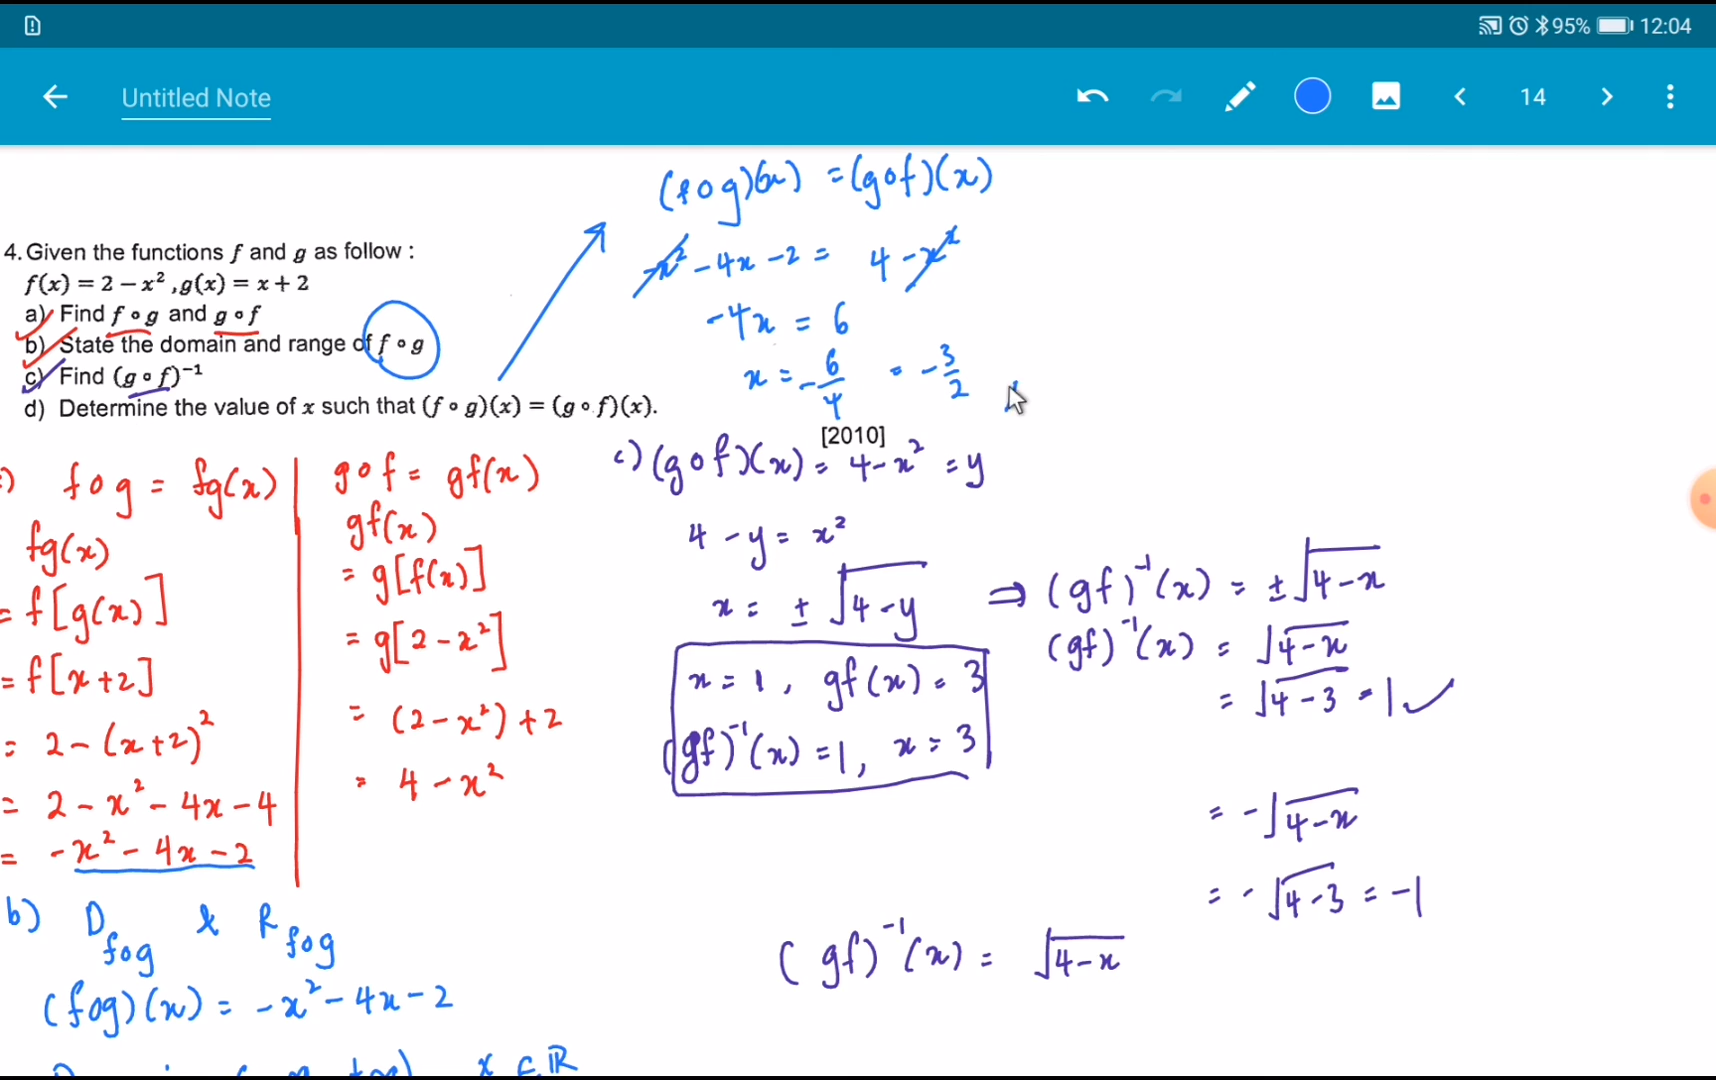 95% 12:04
Untitled Note
14
(fog)(x) = (gof)(x)
-x² - 4x - 2 = 4 - x²
-4x = 6
x = -6/4 = -3/2
4. Given the functions f and g as follow :
f(x) = 2 − x² ,g(x) = x + 2
a) Find f ∘ g and g ∘ f
b) State the domain and range of f ∘ g
c) Find (g ∘ f)⁻¹
d) Determine the value of x such that (f ∘ g)(x) = (g ∘ f)(x).
[2010]
fog = fg(x)
fg(x)
= f[g(x)]
= f[x+2]
= 2 - (x+2)²
= 2 - x² - 4x - 4
= -x² - 4x - 2
gof = gf(x)
gf(x)
= g[f(x)]
= g[2-x²]
= (2-x²)+2
= 4 - x²
c) (gof)(x) = 4-x² = y
4 - y = x²
x = ± √4-y
x = 1, gf(x) = 3
(gf)⁻¹(x) = 1, x = 3
⇒ (gf)⁻¹(x) = ± √4-x
(gf)⁻¹(x) = √4-x
= √4-3 = 1 ✓
= -√4-x
= -√4-3 = -1
(gf)⁻¹(x) = √4-x
b) D fog & R fog
(fog)(x) = -x² - 4x - 2
x ∈ ℝ